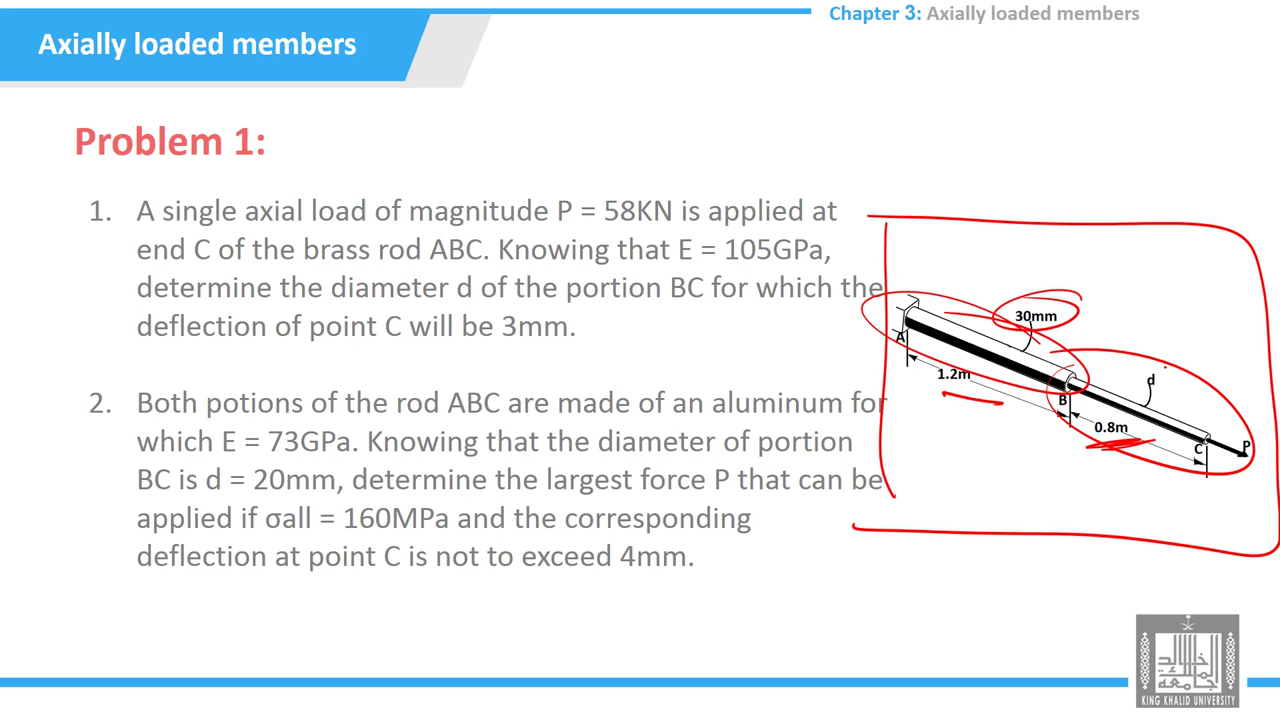 Chapter 3: Axially loaded members
Axially loaded members
Problem 1:
1. A single axial load of magnitude P = 58KN is applied at
end C of the brass rod ABC. Knowing that E = 105GPa,
determine the diameter d of the portion BC for which the
deflection of point C will be 3mm.
2. Both potions of the rod ABC are made of an aluminum for
which E = 73GPa. Knowing that the diameter of portion
BC is d = 20mm, determine the largest force P that can be
applied if σall = 160MPa and the corresponding
deflection at point C is not to exceed 4mm.
30mm
A
1.2m
d
B
0.8m
C
P
جامعة الملك خالد
KING KHALID UNIVERSITY